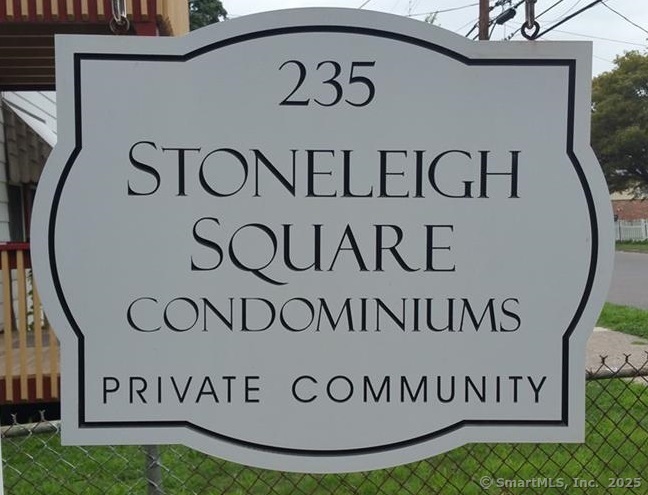 235
STONELEIGH
SQUARE
CONDOMINIUMS
PRIVATE COMMUNITY
©SmartMLS, Inc. 2025